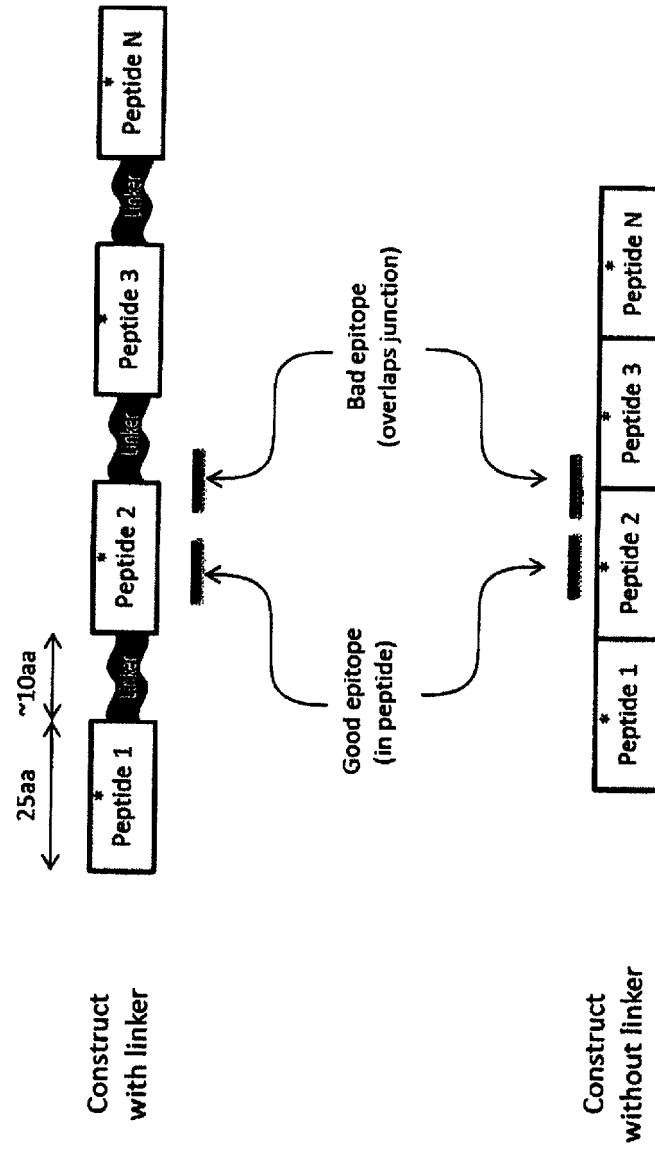 Construct
with linker
25aa
~10aa
Peptide 1
*
Linker
Peptide 2
*
Linker
Peptide 3
*
Linker
Peptide N
*
Good epitope
(in peptide)
Bad epitope
(overlaps junction)
Construct
without linker
Peptide 1
*
Peptide 2
*
Peptide 3
*
Peptide N
*